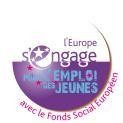 l'Europe
s'engage
POUR L'EMPLOI
DES JEUNES
avec le Fonds Social Européen